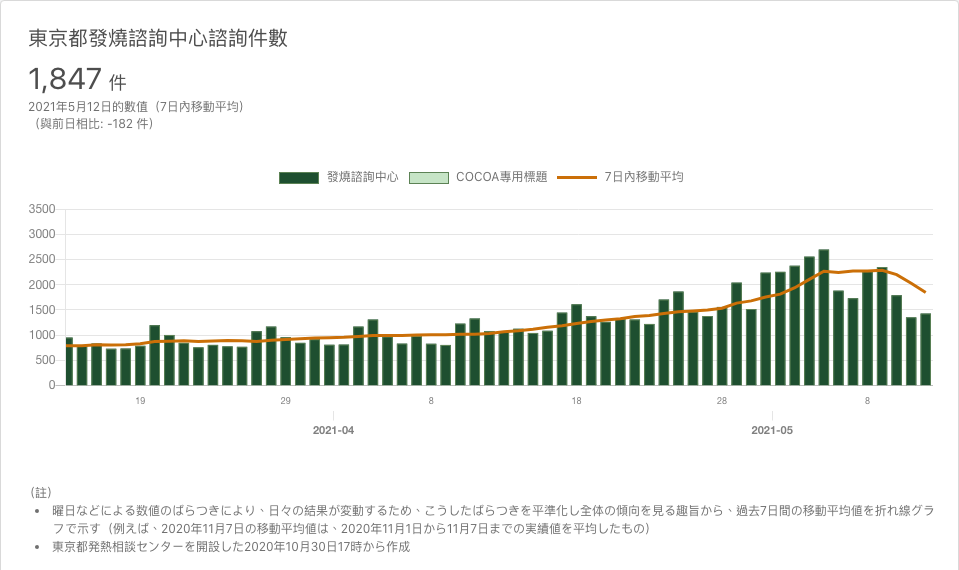 東京都發燒諮詢中心諮詢件數
1,847 件
2021年5月12日的數值（7日內移動平均）
（與前日相比: -182 件）
發燒諮詢中心 COCOA專用標題 7日內移動平均
3500
3000
2500
2000
1500
1000
500
0
19 29 8 18 28 8
2021-04 2021-05
（註）
• 曜日などによる数値のばらつきにより、日々の結果が変動するため、こうしたばらつきを平準化し全体の傾向を見る趣旨から、過去7日間の移動平均値を折れ線グラ
フで示す（例えば、2020年11月7日の移動平均値は、2020年11月1日から11月7日までの実績値を平均したもの）
• 東京都発熱相談センターを開設した2020年10月30日17時から作成